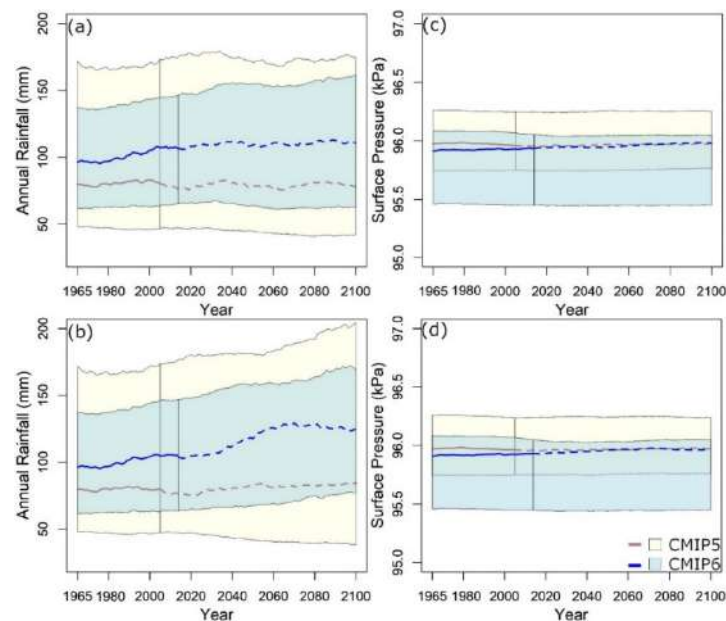 (a)
Annual Rainfall (mm)
200
150
100
50
1965 1980 2000 2020 2040 2060 2080 2100
Year
(c)
Surface Pressure (kPa)
97.0
96.5
96.0
95.5
95.0
1965 1980 2000 2020 2040 2060 2080 2100
Year
(b)
Annual Rainfall (mm)
200
150
100
50
1965 1980 2000 2020 2040 2060 2080 2100
Year
(d)
Surface Pressure (kPa)
97.0
96.5
96.0
95.5
95.0
CMIP5
CMIP6
1965 1980 2000 2020 2040 2060 2080 2100
Year